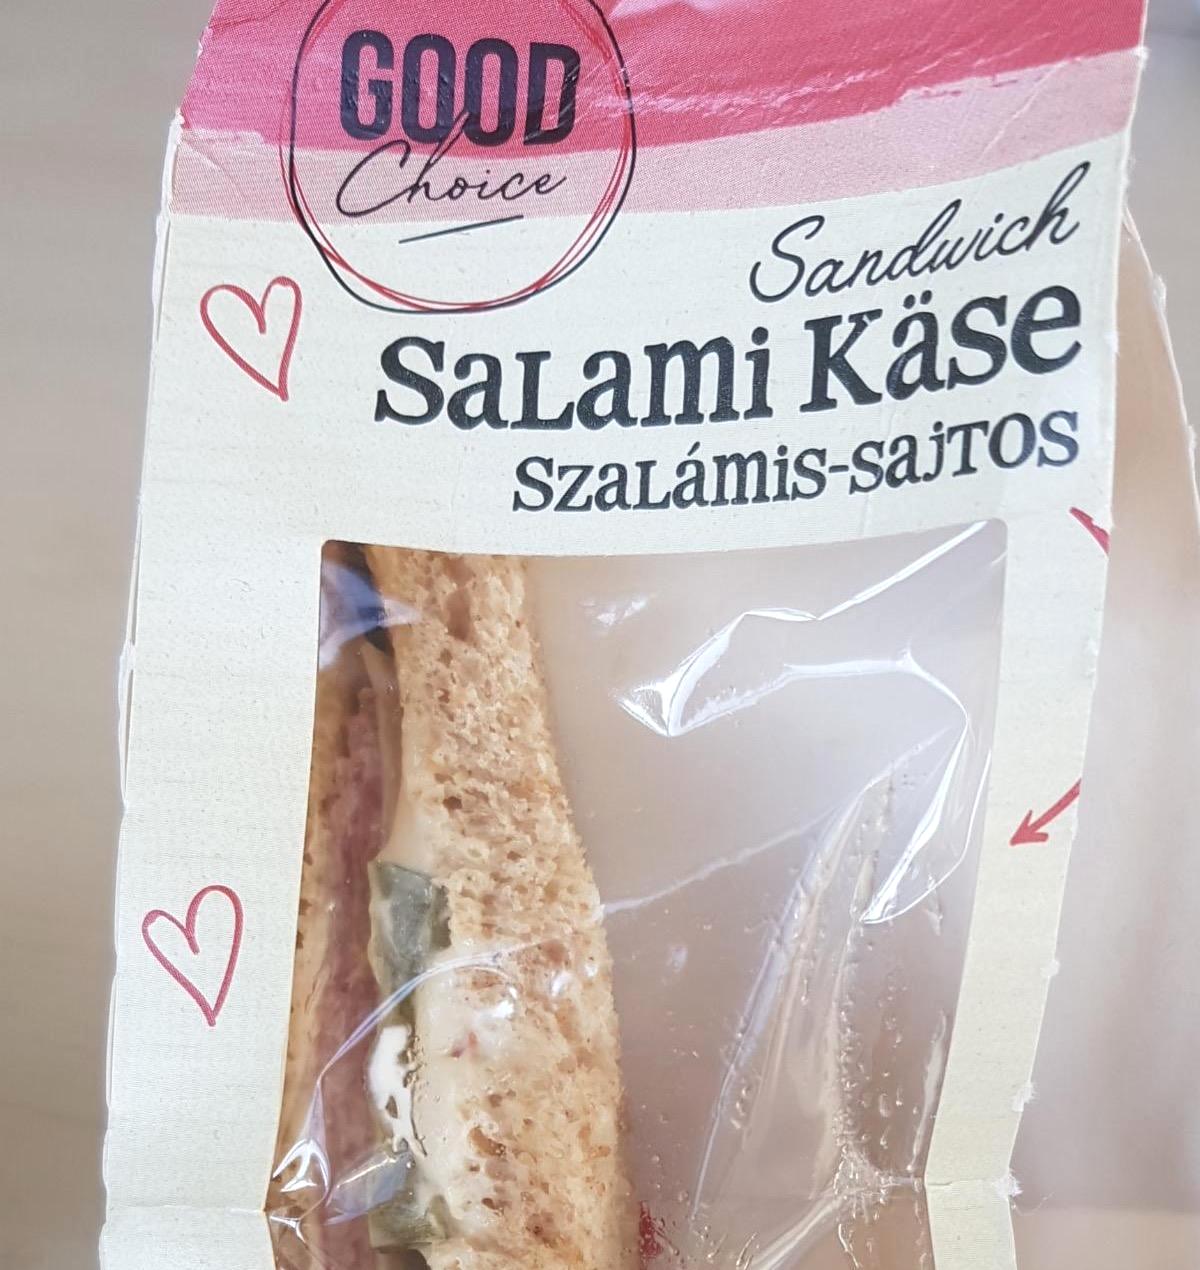 GOOD
Choice
Sandwich
Salami Käse
Szalámis-sajtos